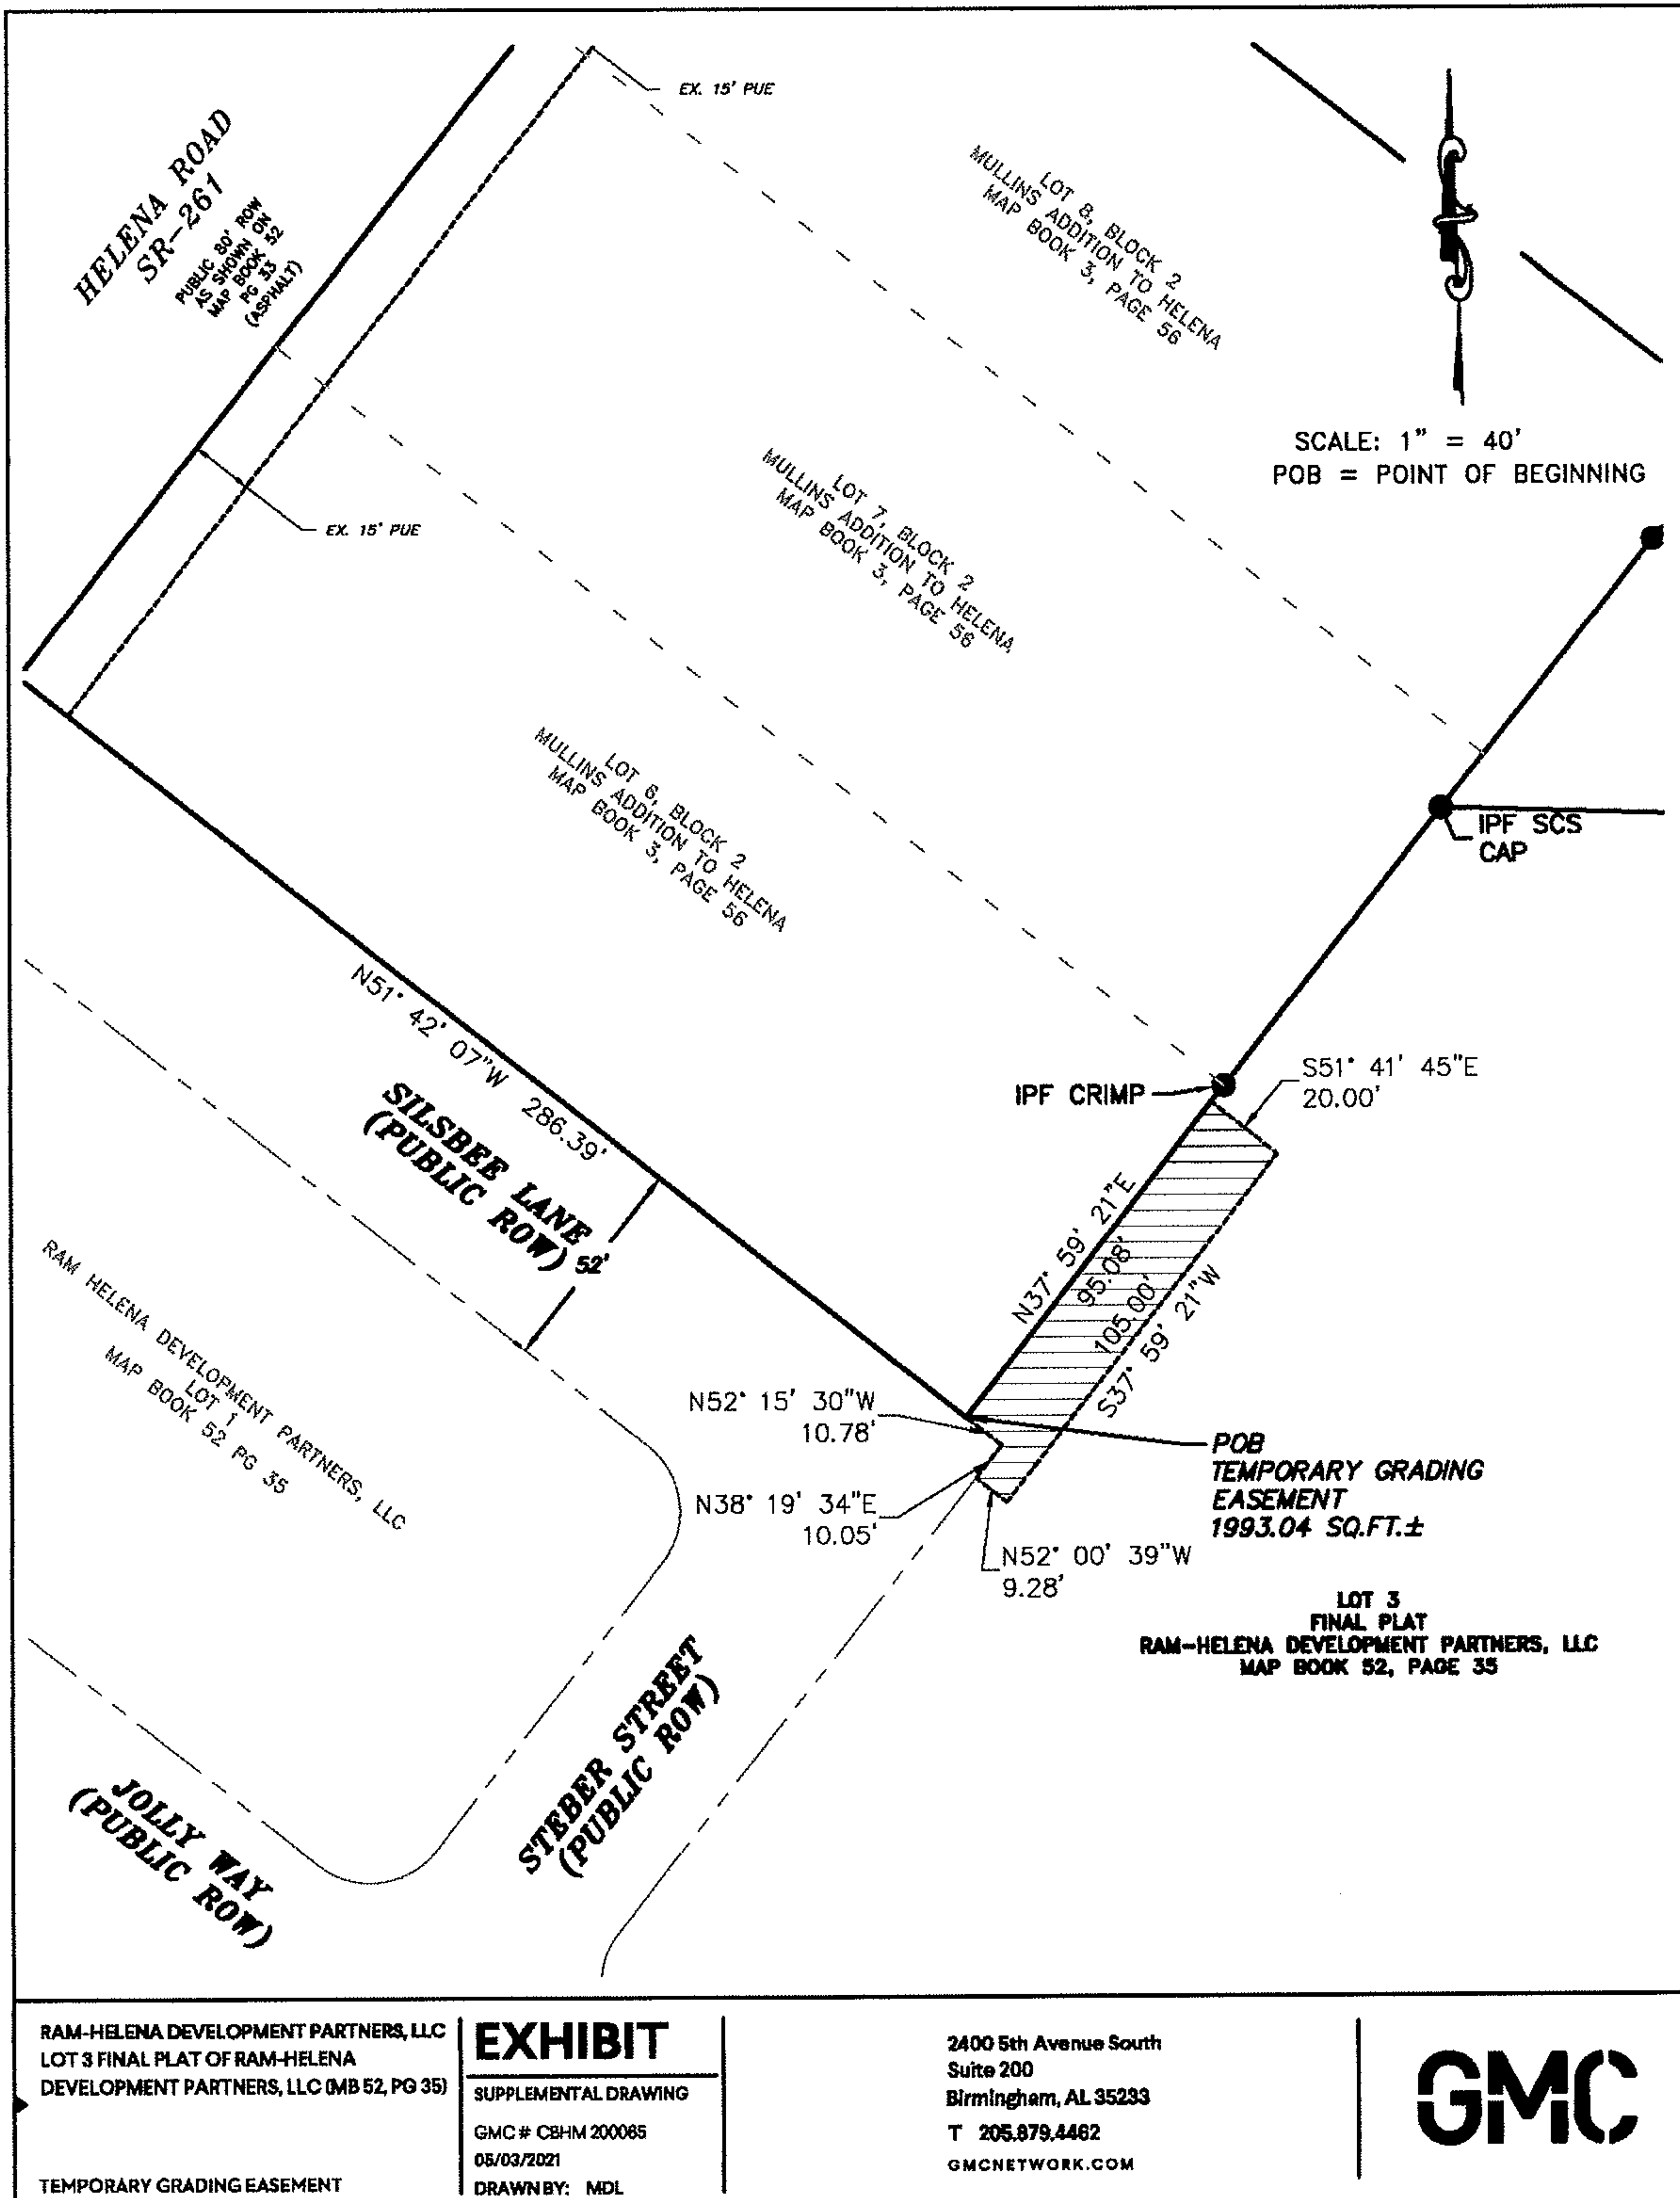 EX. 15' PUE
HELENA ROAD
SR-261
PUBLIC 80' ROW
AS SHOWN ON
MAP BOOK 52
PG 33
(ASPHALT)
LOT 8, BLOCK 2
MULLINS ADDITION TO HELENA
MAP BOOK 3, PAGE 56
SCALE: 1" = 40'
POB = POINT OF BEGINNING
EX. 15' PUE
LOT 7, BLOCK 2
MULLINS ADDITION TO HELENA
MAP BOOK 3, PAGE 56
LOT 6, BLOCK 2
MULLINS ADDITION TO HELENA
MAP BOOK 3, PAGE 56
IPF SCS
CAP
N51° 42' 07"W 286.39'
SILSBEE LANE
(PUBLIC ROW)
52'
IPF CRIMP
S51° 41' 45"E
20.00'
N37° 59' 21"E
95.08'
105.00'
S37° 59' 21"W
RAM HELENA DEVELOPMENT PARTNERS, LLC
LOT 1
MAP BOOK 52 PG 35
N52° 15' 30"W
10.78'
POB
TEMPORARY GRADING
EASEMENT
1993.04 SQ.FT.±
N38° 19' 34"E
10.05'
N52° 00' 39"W
9.28'
LOT 3
FINAL PLAT
RAM-HELENA DEVELOPMENT PARTNERS, LLC
MAP BOOK 52, PAGE 35
STEBER STREET
(PUBLIC ROW)
JOLLY WAY
(PUBLIC ROW)
RAM-HELENA DEVELOPMENT PARTNERS, LLC
LOT 3 FINAL PLAT OF RAM-HELENA
DEVELOPMENT PARTNERS, LLC (MB 52, PG 35)
TEMPORARY GRADING EASEMENT
EXHIBIT
SUPPLEMENTAL DRAWING
GMC # CBHM 200065
05/03/2021
DRAWN BY: MDL
2400 5th Avenue South
Suite 200
Birmingham, AL 35233
T 205.879.4462
GMCNETWORK.COM
GMC